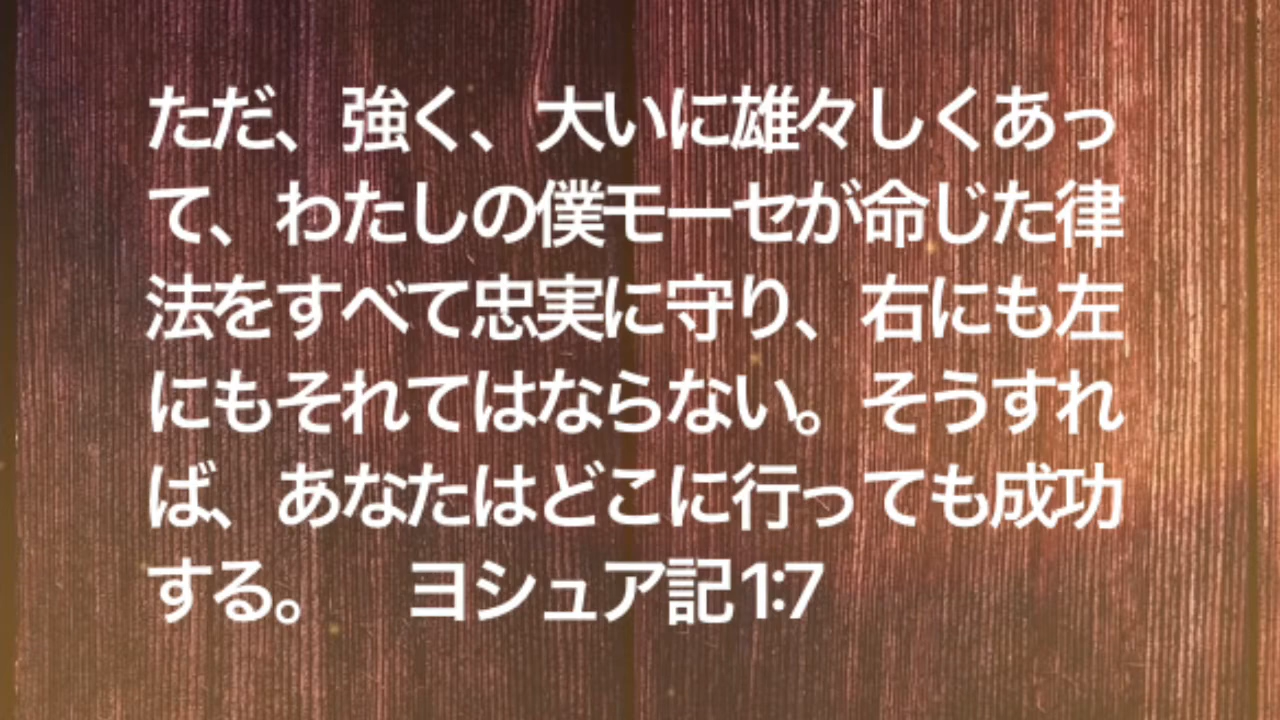 ただ、強く、大いに雄々しくあっ
て、わたしの僕モーセが命じた律
法をすべて忠実に守り、右にも左
にもそれてはならない。そうすれ
ば、あなたはどこに行っても成功
する。　ヨシュア記 1:7